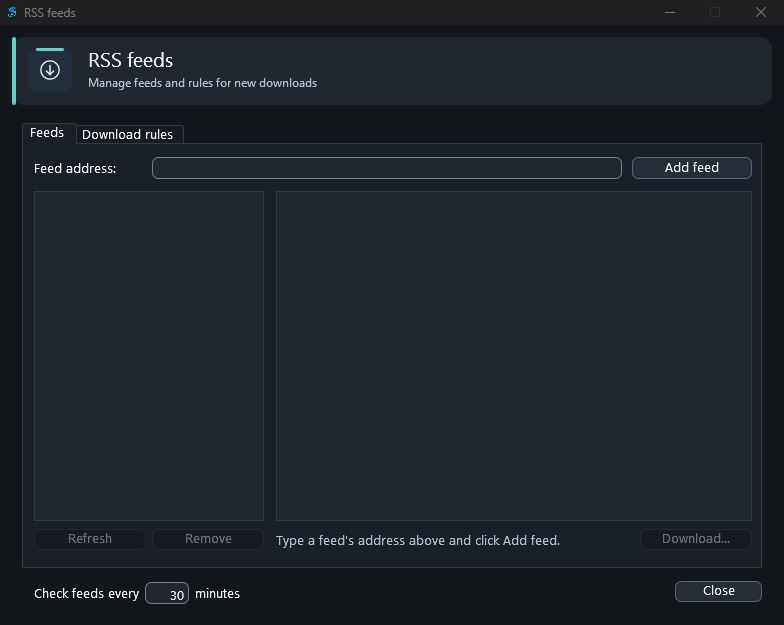 RSS feeds
RSS feeds
Manage feeds and rules for new downloads
Feeds
Download rules
Feed address:
Add feed
Refresh
Remove
Type a feed's address above and click Add feed.
Download...
Check feeds every 30 minutes
Close